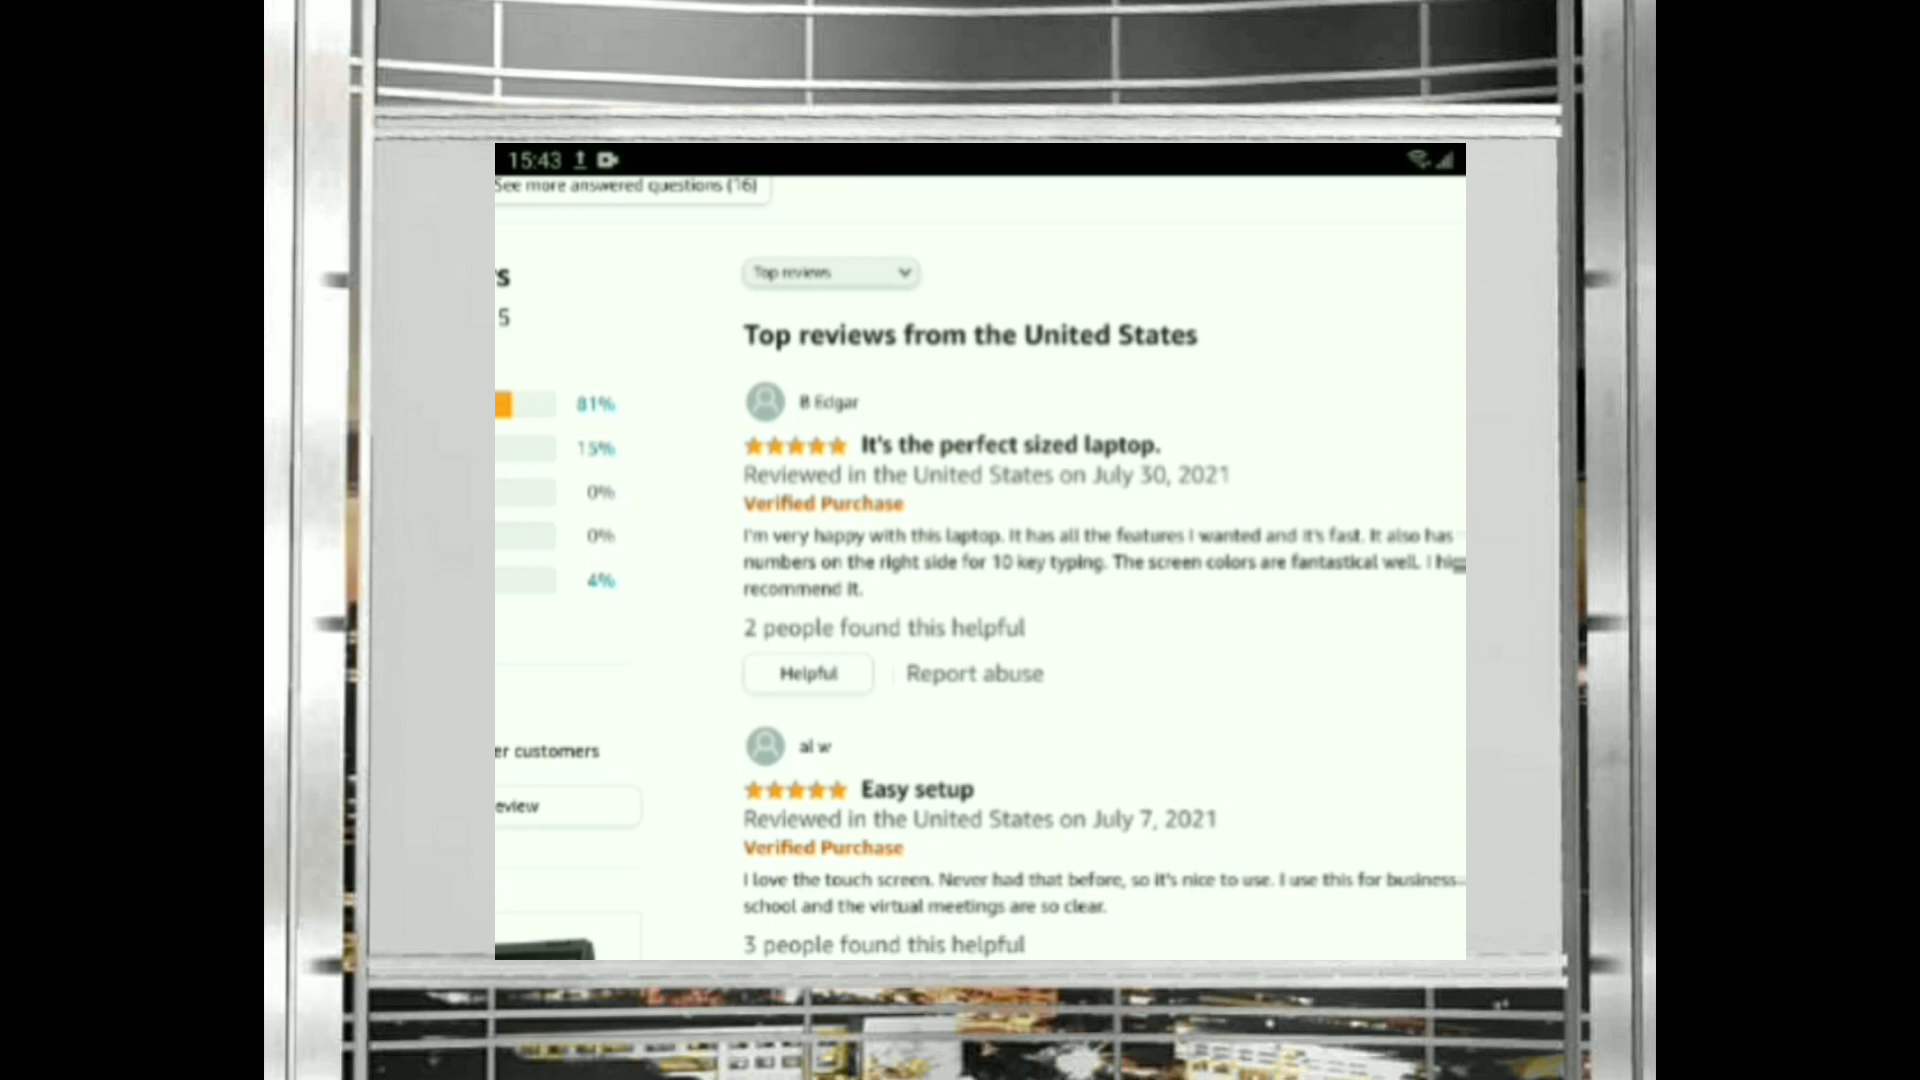 15:43
See more answered questions (16)
s
5
81%
15%
0%
0%
4%
er customers
eview
Top reviews
Top reviews from the United States
B Edgar
It's the perfect sized laptop.
Reviewed in the United States on July 30, 2021
Verified Purchase
I'm very happy with this laptop. It has all the features I wanted and it's fast. It also has
numbers on the right side for 10 key typing. The screen colors are fantastical well. I hig
recommend it.
2 people found this helpful
Helpful
Report abuse
al w
Easy setup
Reviewed in the United States on July 7, 2021
Verified Purchase
I love the touch screen. Never had that before, so it's nice to use. I use this for business
school and the virtual meetings are so clear.
3 people found this helpful